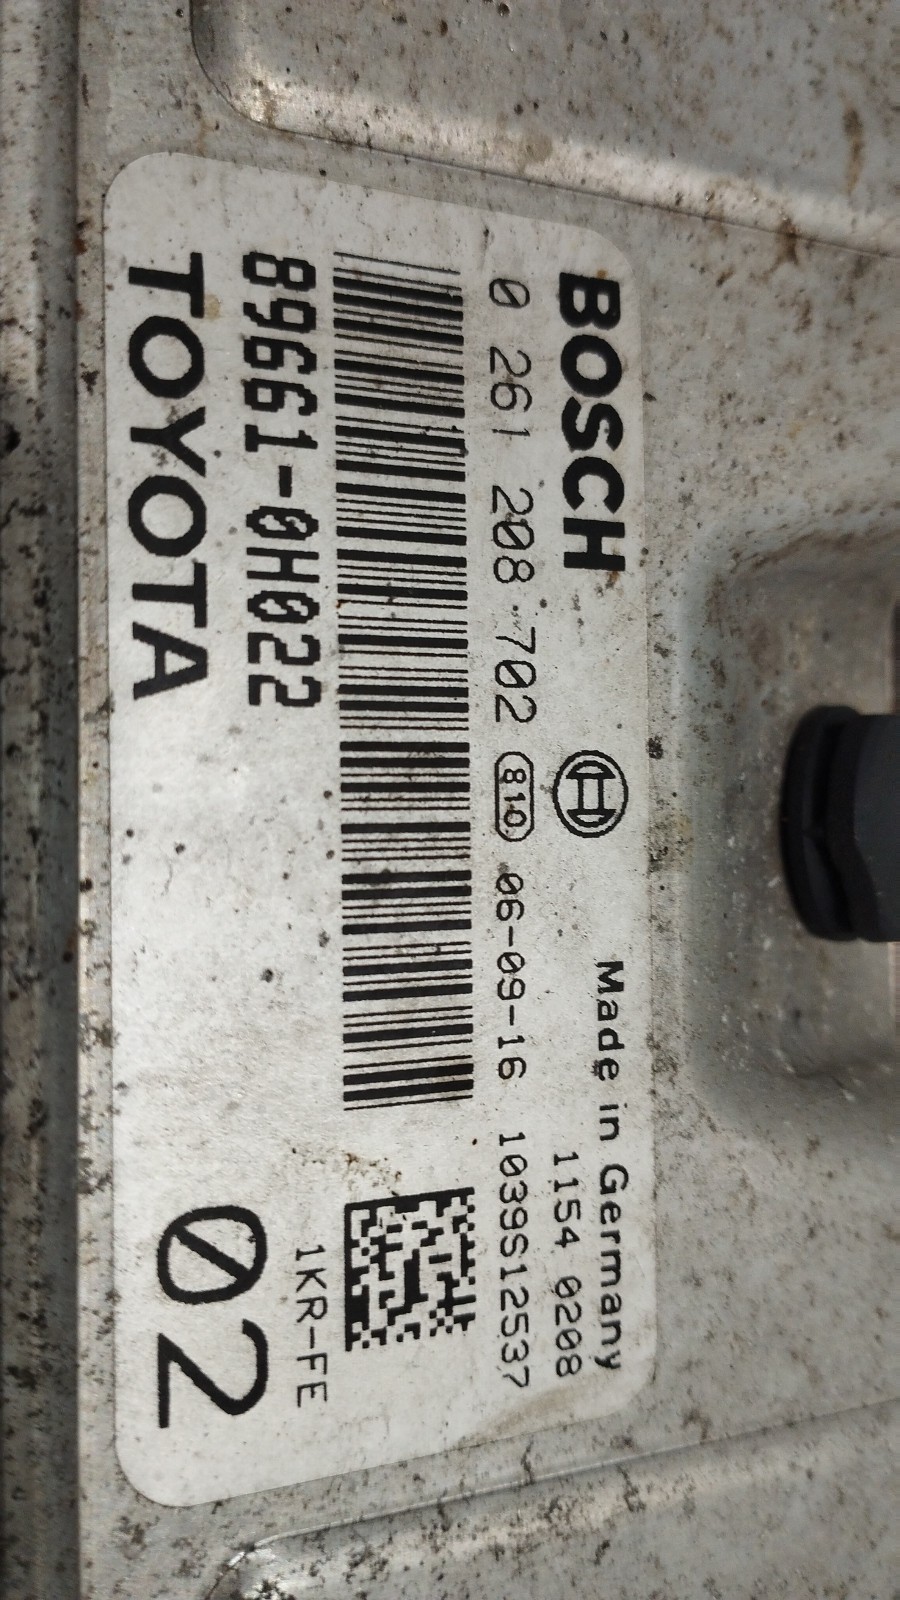 BOSCH
Made in Germany
1154 0208
0 261 208 702 810 06-09-16 1039S12537
89661-0H022
1KR-FE
TOYOTA
02